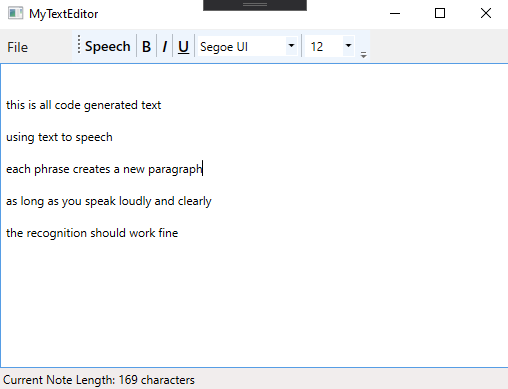 MyTextEditor
File Speech B I U Segoe UI 12
this is all code generated text
using text to speech
each phrase creates a new paragraph
as long as you speak loudly and clearly
the recognition should work fine
Current Note Length: 169 characters